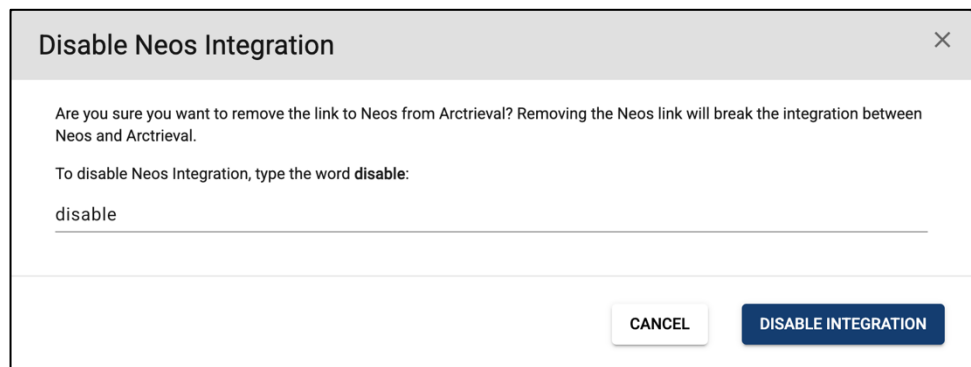 Disable Neos Integration
Are you sure you want to remove the link to Neos from Arctrieval? Removing the Neos link will break the integration between
Neos and Arctrieval.
To disable Neos Integration, type the word disable:
disable
CANCEL
DISABLE INTEGRATION